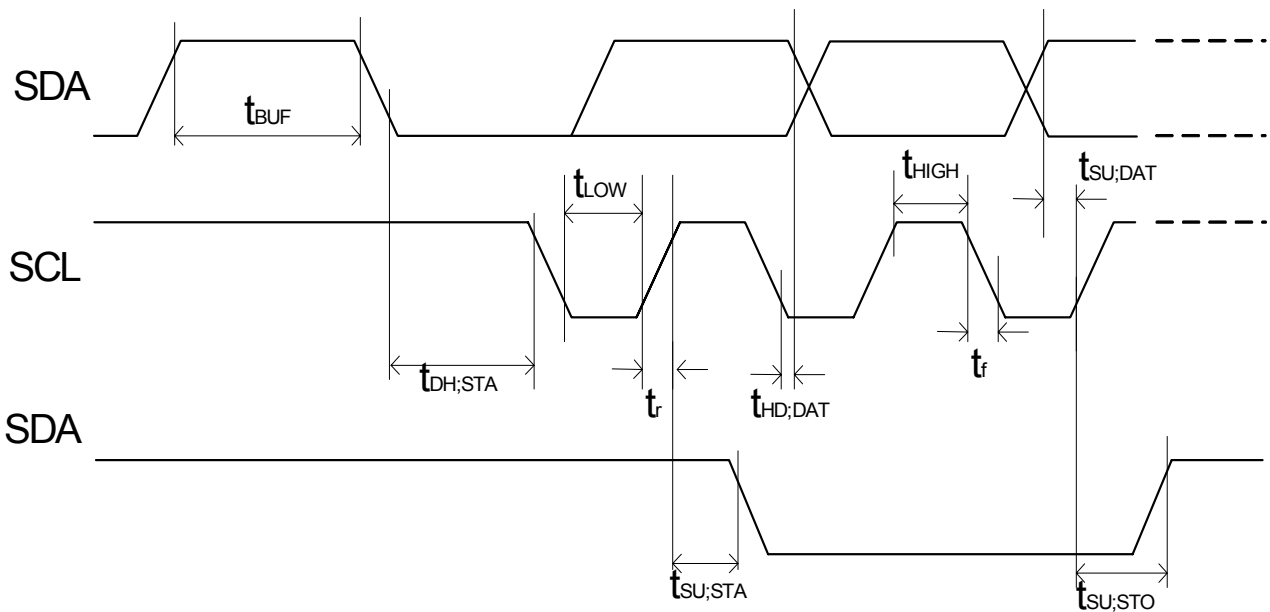 SDA
tBUF
tHIGH
tSU;DAT
tLOW
SCL
tDH;STA
tr
tHD;DAT
tf
SDA
tSU;STA
tSU;STO